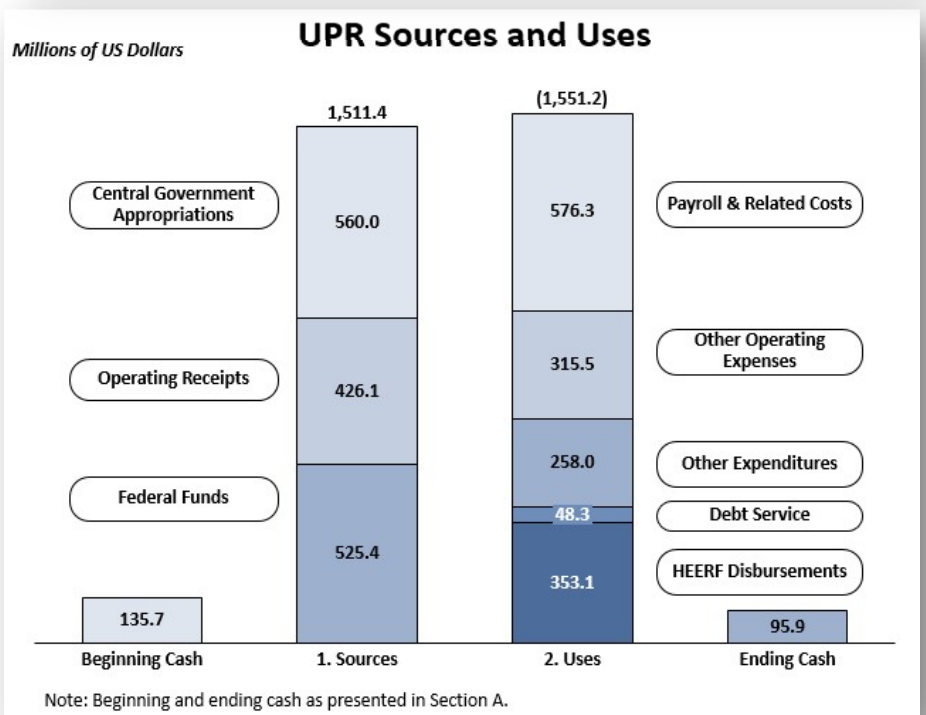 UPR Sources and Uses
Millions of US Dollars
1,511.4
(1,551.2)
Central Government
Appropriations
560.0
576.3
Payroll & Related Costs
Operating Receipts
426.1
315.5
Other Operating
Expenses
258.0
Other Expenditures
Federal Funds
525.4
48.3
Debt Service
353.1
HEERF Disbursements
135.7
95.9
Beginning Cash
1. Sources
2. Uses
Ending Cash
Note: Beginning and ending cash as presented in Section A.